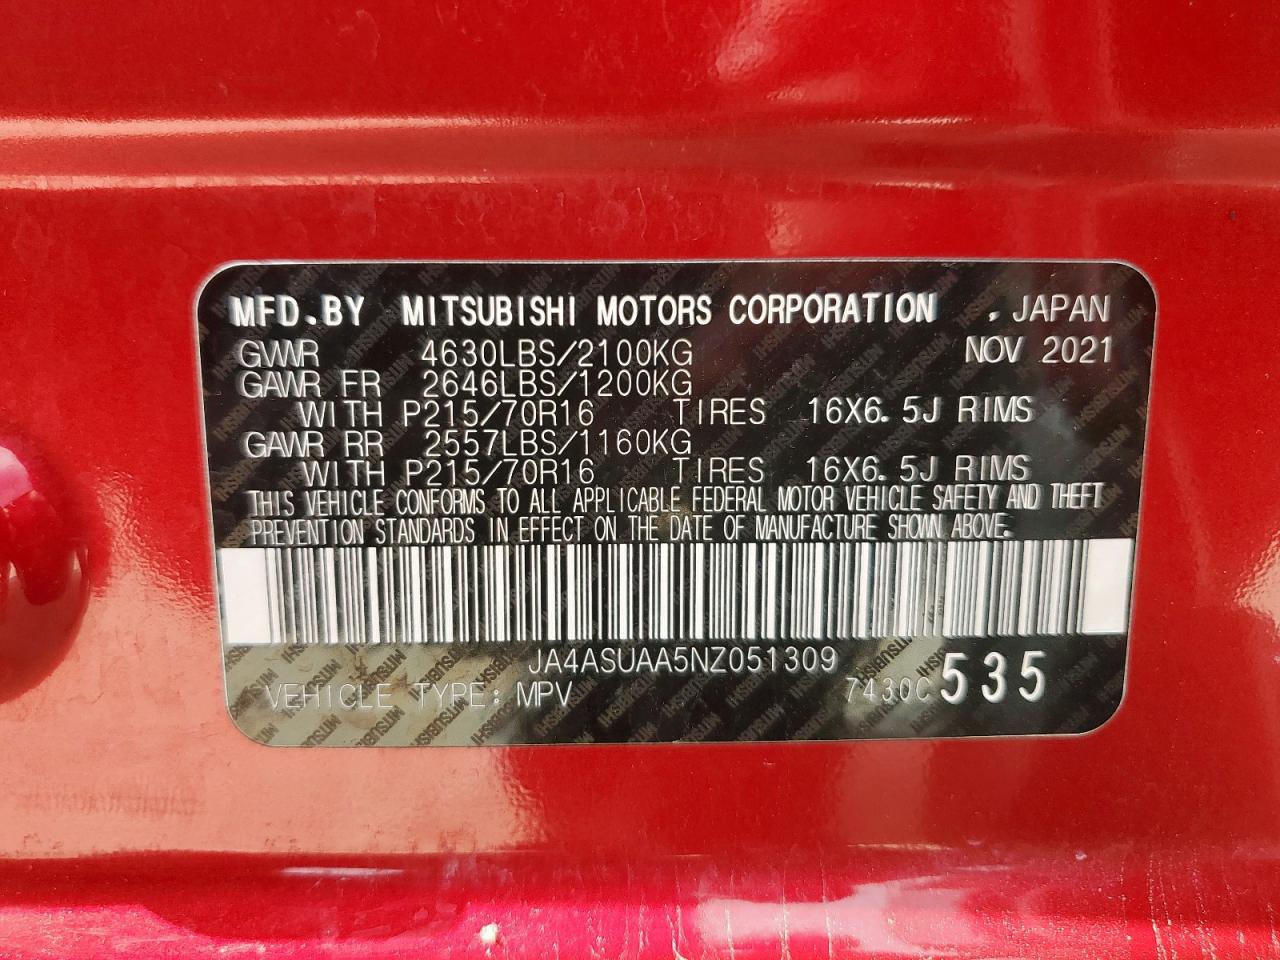 MFD.BY MITSUBISHI MOTORS CORPORATION , JAPAN
GVWR 4630LBS/2100KG NOV 2021
GAWR FR 2646LBS/1200KG
WITH P215/70R16 TIRES 16X6.5J RIMS
GAWR RR 2557LBS/1160KG
WITH P215/70R16 TIRES 16X6.5J RIMS
THIS VEHICLE CONFORMS TO ALL APPLICABLE FEDERAL MOTOR VEHICLE SAFETY AND THEFT
PREVENTION STANDARDS IN EFFECT ON THE DATE OF MANUFACTURE SHOWN ABOVE.
JA4ASUAA5NZ051309
VEHICLE TYPE: MPV 7430C 535